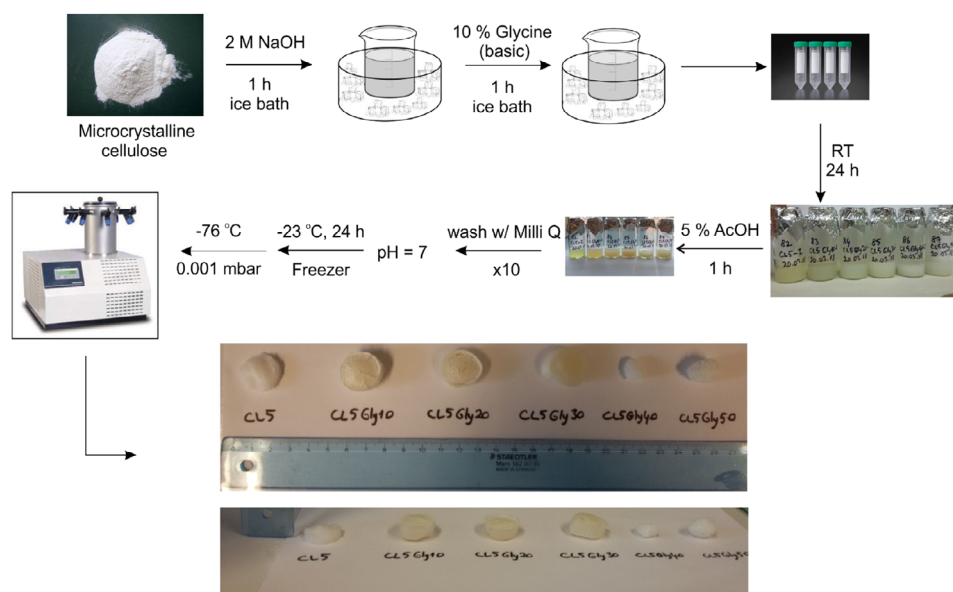 2 M NaOH
1 h
ice bath
10 % Glycine
(basic)
1 h
ice bath
Microcrystalline
cellulose
RT
24 h
5 % AcOH
1 h
wash w/ Milli Q
x10
pH = 7
-23 °C, 24 h
Freezer
-76 °C
0.001 mbar
CL5
CL5Gly10
CL5Gly20
CL5Gly30
CL5Gly40
CL5Gly50
STAEDTLER
CL5
CL5Gly10
CL5Gly20
CL5Gly30
CL5Gly40
CL5Gly50